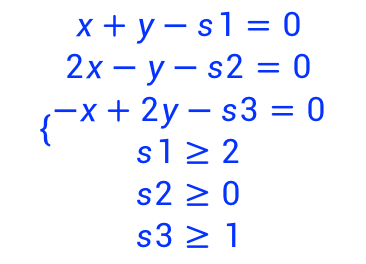 x + y − s1 = 0
2x − y − s2 = 0
{ −x + 2y − s3 = 0
s1 ≥ 2
s2 ≥ 0
s3 ≥ 1